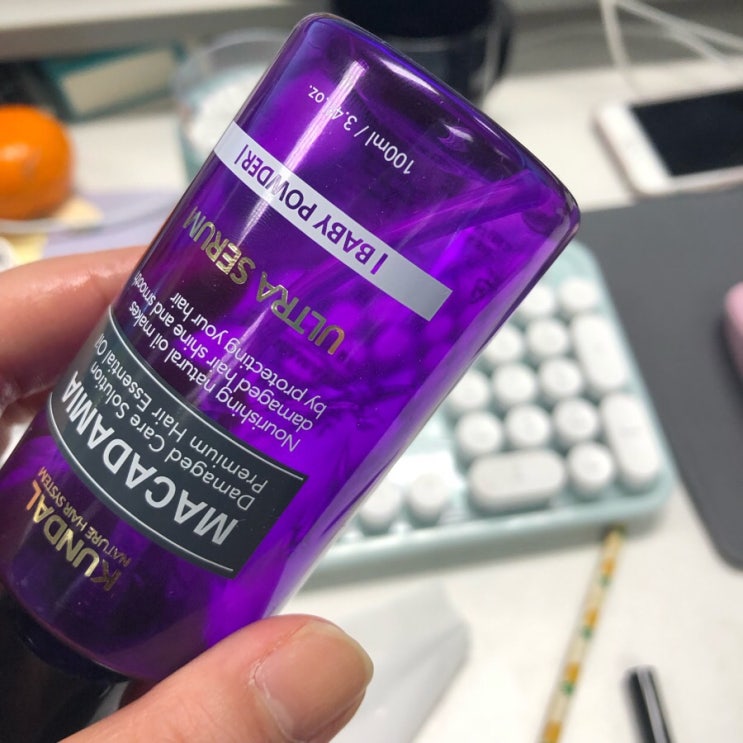 KUNDAL
NATURE HAIR SYSTEM
MACADAMIA
Damaged Care Solution
Premium Hair Essential Oil
Nourishing natural oil makes
damaged hair shine and smooth
by protecting your hair
ULTRA SERUM
| BABY POWDER |
100ml / 3.4 oz.